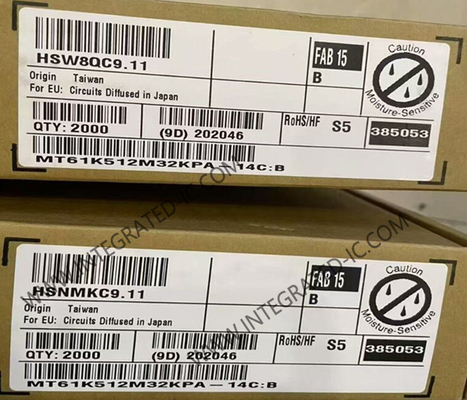 HSW8QC9.11
FAB 15
B
Caution
Moisture-Sensitive
Origin Taiwan
For EU: Circuits Diffused in Japan
QTY: 2000
(9D) 202046
RoHS/HF S5
385053
MT61K512M32KPA-14C:B
WWW.INTEGRATED-IC.COM
HSNMKC9.11
FAB 15
B
Caution
Moisture-Sensitive
Origin Taiwan
For EU: Circuits Diffused in Japan
QTY: 2000
(9D) 202046
RoHS/HF S5
385053
MT61K512M32KPA-14C:B
WWW.INTEGRATED-IC.COM